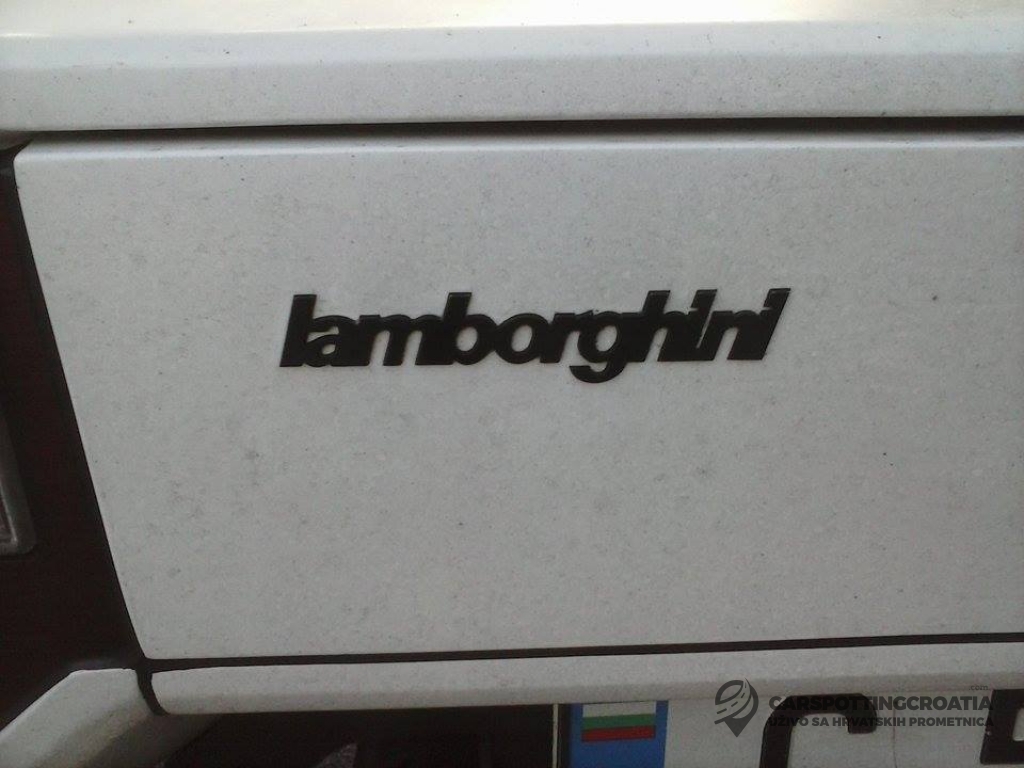 lamborghini
CARSPOTTINGCROATIA
UŽIVO SA HRVATSKIH PROMETNICA